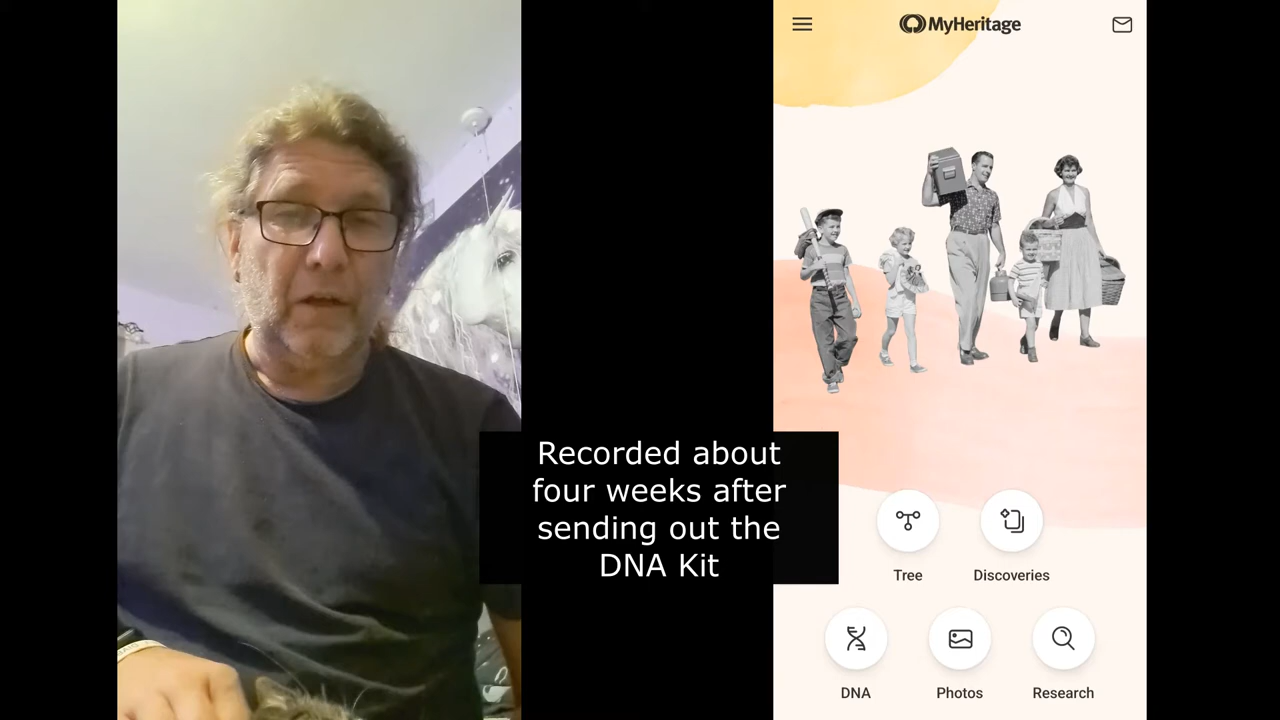 MyHeritage
Recorded about
four weeks after
sending out the
DNA Kit
Tree
Discoveries
DNA
Photos
Research